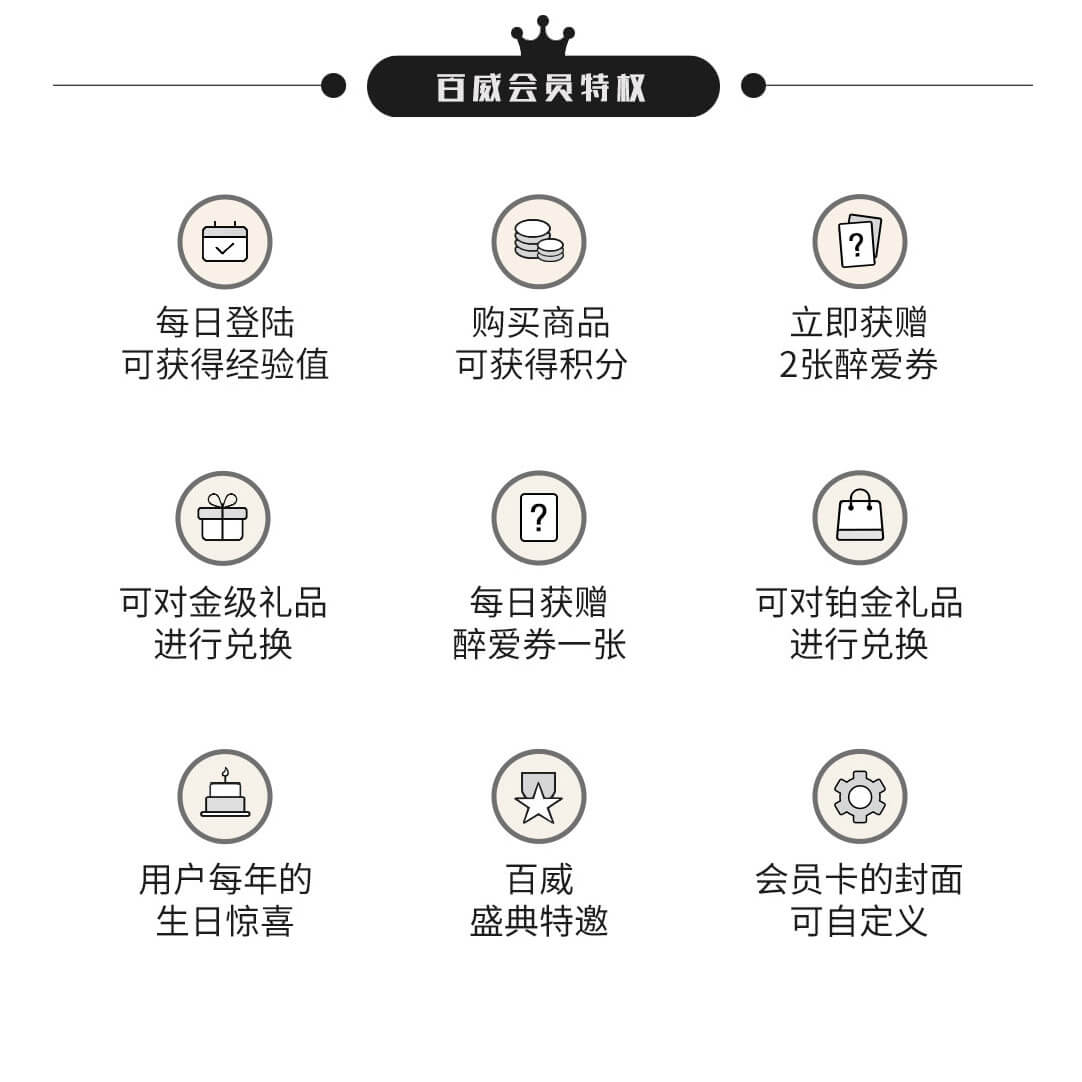 百威会员特权
每日登陆
可获得经验值
购买商品
可获得积分
?
立即获赠
2张醉爱券
可对金级礼品
进行兑换
?
每日获赠
醉爱券一张
可对铂金礼品
进行兑换
用户每年的
生日惊喜
百威
盛典特邀
会员卡的封面
可自定义